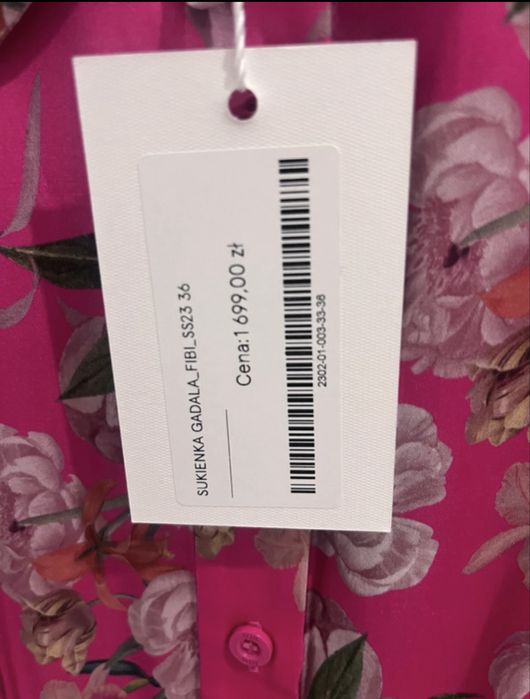 SUKIENKA GADALA_FIBI_SS23 36
Cena:1 699,00 zł
2302-01-003-33-36